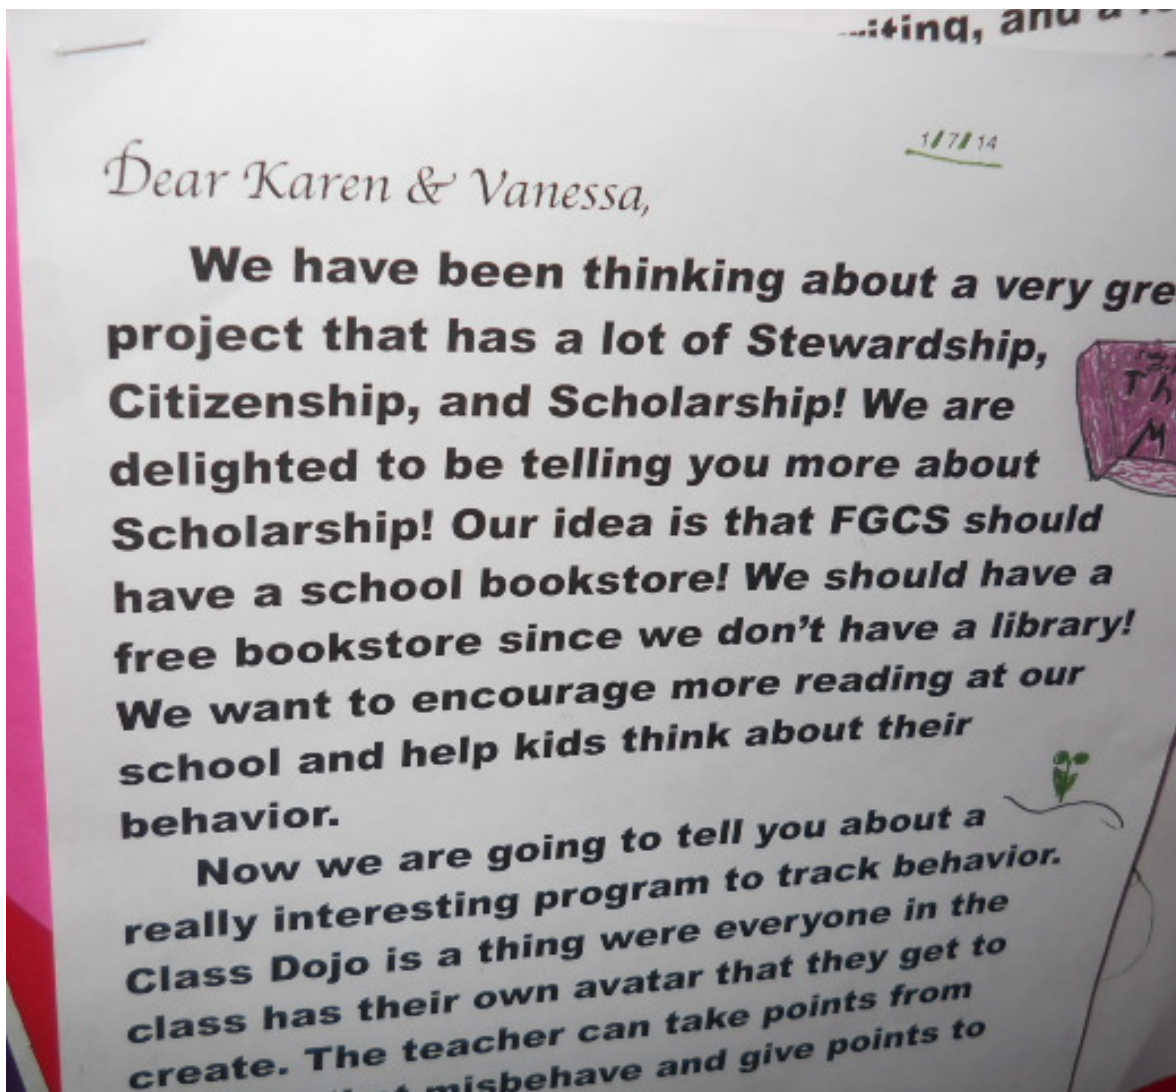 and a
1/7/14
Dear Karen & Vanessa,
We have been thinking about a very
project that has a lot of Stewardship,
Citizenship, and Scholarship! We are
delighted to be telling you more about
Scholarship! Our idea is that FGCS should
have a school bookstore! We should have a
free bookstore since we don't have a library!
We want to encourage more reading at our
school and help kids think about their
behavior.
Now we are going to tell you about a
really interesting program to track behavior.
Class Dojo is a thing were everyone in the
class has their own avatar that they get to
create. The teacher can take points from
misbehave and give points to